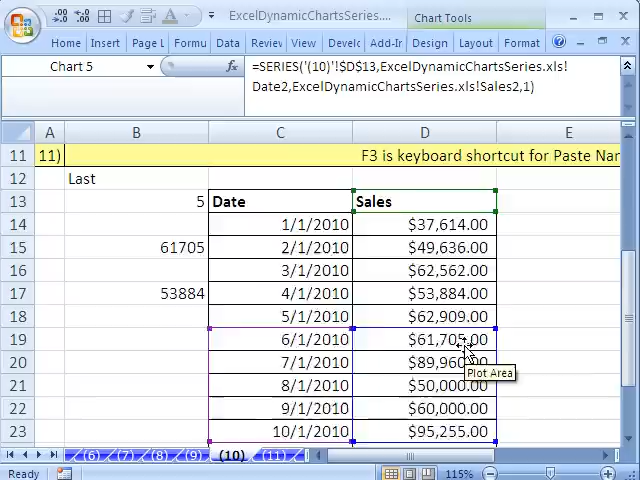 ExcelDynamicChartsSeries....
Chart Tools
Home Insert Page L Formu Data Review View Develo Add-Ir Design Layout Format
Chart 5
fx
=SERIES('(10)'!$D$13,ExcelDynamicChartsSeries.xls!
Date2,ExcelDynamicChartsSeries.xls!Sales2,1)
A B C D E
11 11) F3 is keyboard shortcut for Paste Nar
12 Last
13 5 Date Sales
14 1/1/2010 $37,614.00
15 61705 2/1/2010 $49,636.00
16 3/1/2010 $62,562.00
17 53884 4/1/2010 $53,884.00
18 5/1/2010 $62,909.00
19 6/1/2010 $61,705.00
20 7/1/2010 $89,960.00
Plot Area
21 8/1/2010 $50,000.00
22 9/1/2010 $60,000.00
23 10/1/2010 $95,255.00
(6) (7) (8) (9) (10) (11)
Ready 115%